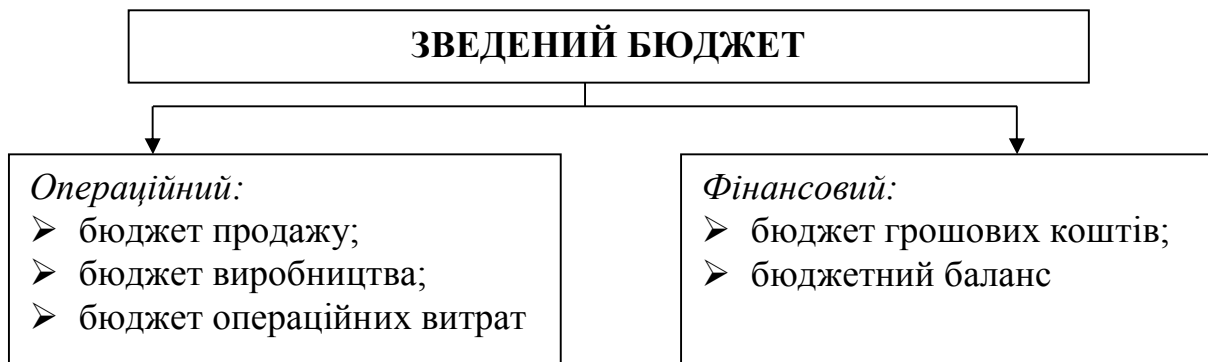 ЗВЕДЕНИЙ БЮДЖЕТ
Операційний:
➢ бюджет продажу;
➢ бюджет виробництва;
➢ бюджет операційних витрат
Фінансовий:
➢ бюджет грошових коштів;
➢ бюджетний баланс